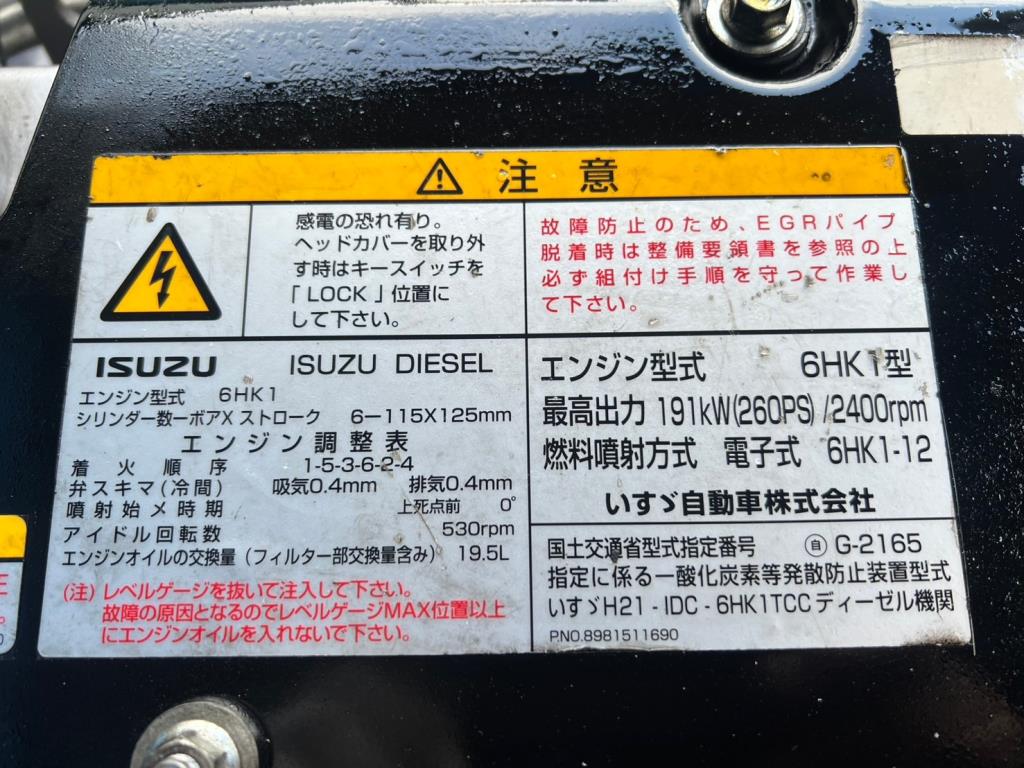 注意
感電の恐れ有り。
ヘッドカバーを取り外
す時はキースイッチを
「LOCK」位置に
して下さい。
故障防止のため、EGRパイプ
脱着時は整備要領書を参照の上
必ず組付け手順を守って作業し
て下さい。
ISUZU ISUZU DIESEL
エンジン型式 6HK1
シリンダー数ーボアX ストローク 6ー115X125mm
エンジン調整表
着火順序 1-5-3-6-2-4
弁スキマ(冷間) 吸気0.4mm 排気0.4mm
噴射始メ時期 上死点前 0°
アイドル回転数 530rpm
エンジンオイルの交換量(フィルター部交換量含み) 19.5L
(注)レベルゲージを抜いて注入して下さい。
故障の原因となるのでレベルゲージMAX位置以上
にエンジンオイルを入れないで下さい。
エンジン型式 6HK1型
最高出力 191kW(260PS)/2400rpm
燃料噴射方式 電子式 6HK1-12
いすゞ自動車株式会社
国土交通省型式指定番号 ㉂ G-2165
指定に係る一酸化炭素等発散防止装置型式
いすゞH21-IDC-6HK1TCCディーゼル機関
P.NO.8981511690